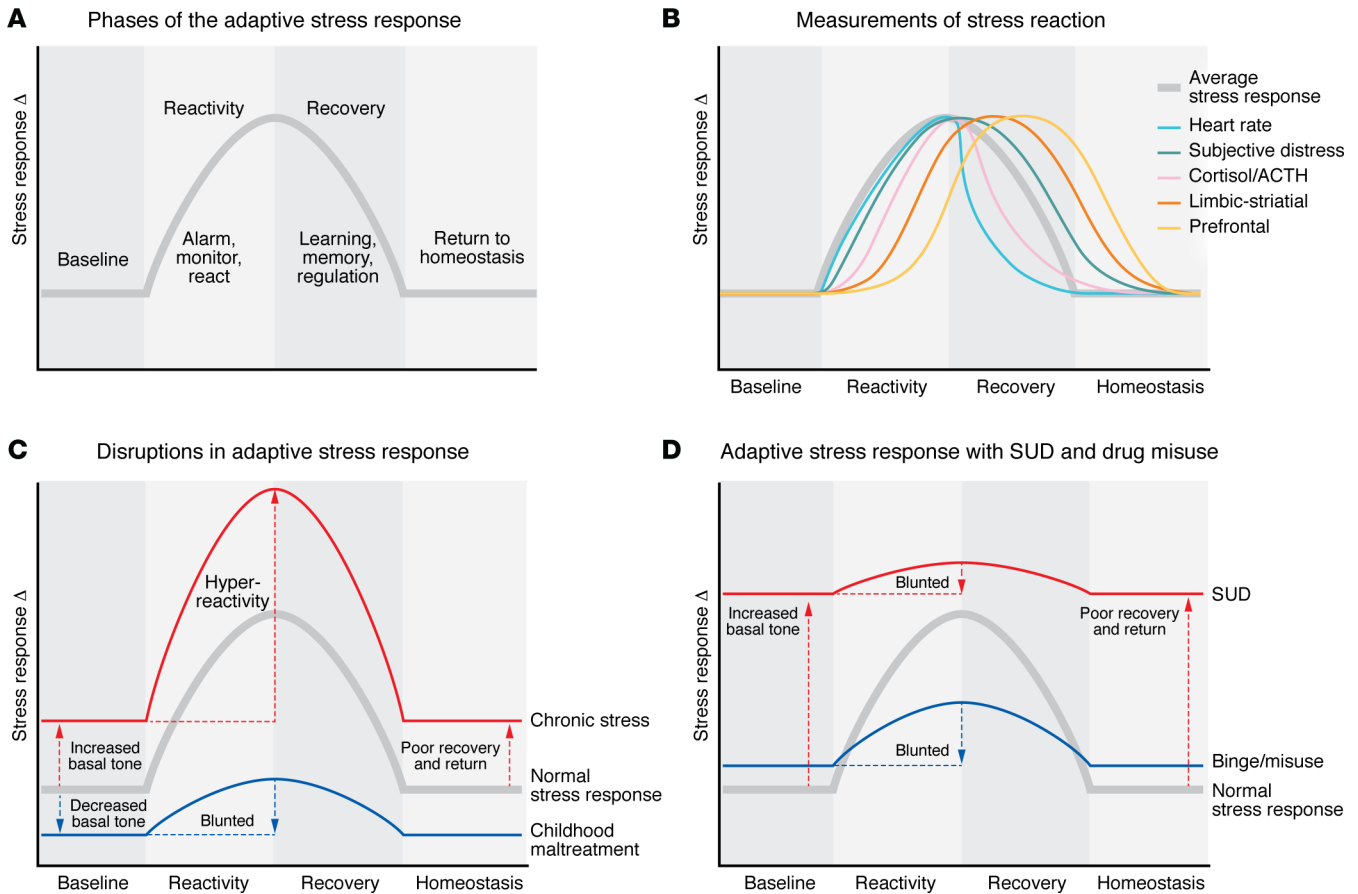 A
Phases of the adaptive stress response
Stress response Δ
Reactivity
Recovery
Baseline
Alarm,
monitor,
react
Learning,
memory,
regulation
Return to
homeostasis
B
Measurements of stress reaction
Stress response Δ
Average
stress response
Heart rate
Subjective distress
Cortisol/ACTH
Limbic-striatial
Prefrontal
Baseline
Reactivity
Recovery
Homeostasis
C
Disruptions in adaptive stress response
Stress response Δ
Hyper-
reactivity
Increased
basal tone
Decreased
basal tone
Blunted
Poor recovery
and return
Chronic stress
Normal
stress response
Childhood
maltreatment
Baseline
Reactivity
Recovery
Homeostasis
D
Adaptive stress response with SUD and drug misuse
Stress response Δ
Blunted
Increased
basal tone
Poor recovery
and return
SUD
Blunted
Binge/misuse
Normal
stress response
Baseline
Reactivity
Recovery
Homeostasis